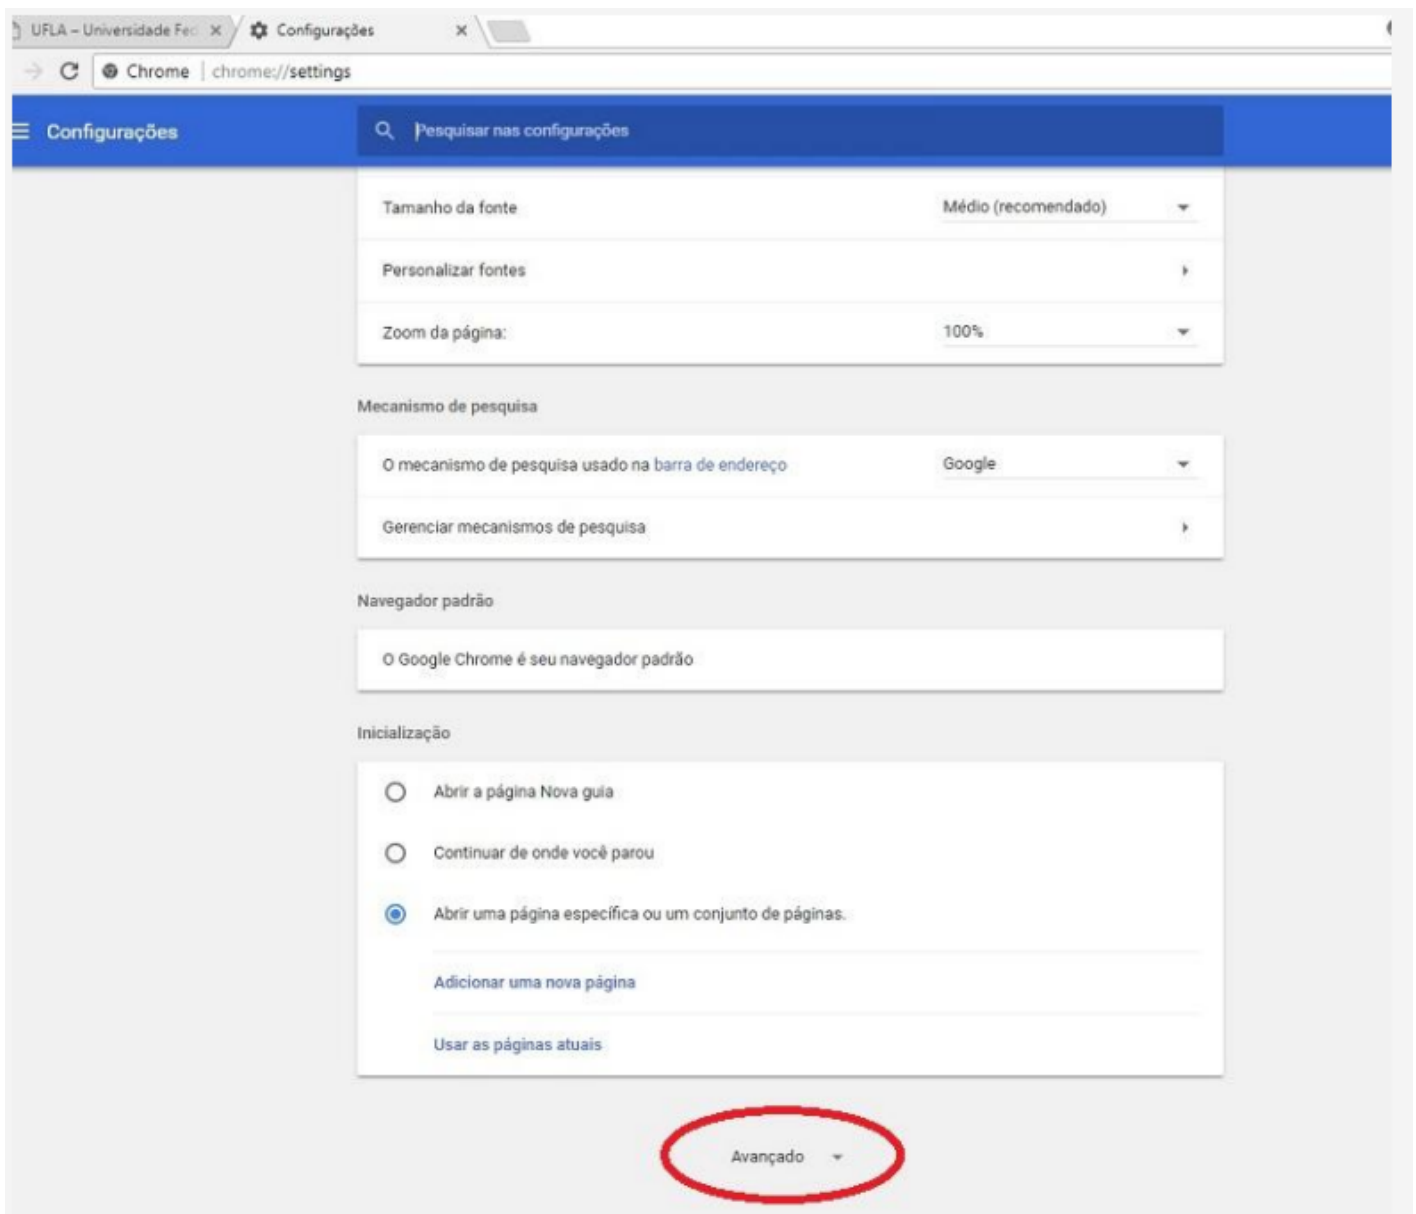 UFLA – Universidade Fed
Configurações
Chrome | chrome://settings
Configurações
Pesquisar nas configurações
Tamanho da fonte
Médio (recomendado)
Personalizar fontes
Zoom da página:
100%
Mecanismo de pesquisa
O mecanismo de pesquisa usado na barra de endereço
Google
Gerenciar mecanismos de pesquisa
Navegador padrão
O Google Chrome é seu navegador padrão
Inicialização
Abrir a página Nova guia
Continuar de onde você parou
Abrir uma página específica ou um conjunto de páginas.
Adicionar uma nova página
Usar as páginas atuais
Avançado